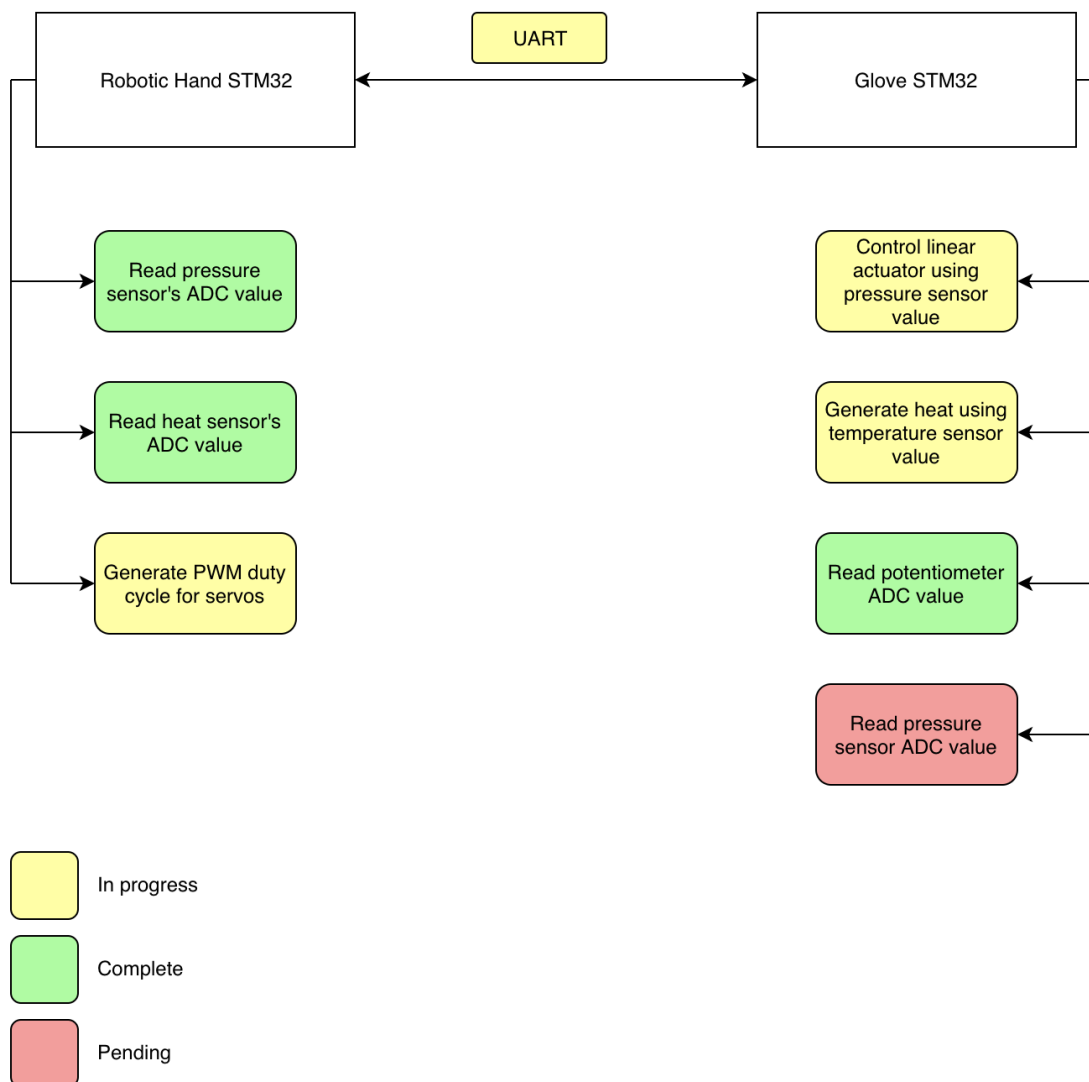 UART
Robotic Hand STM32
Glove STM32
Read pressure
sensor's ADC value
Control linear
actuator using
pressure sensor
value
Read heat sensor's
ADC value
Generate heat using
temperature sensor
value
Generate PWM duty
cycle for servos
Read potentiometer
ADC value
Read pressure
sensor ADC value
In progress
Complete
Pending